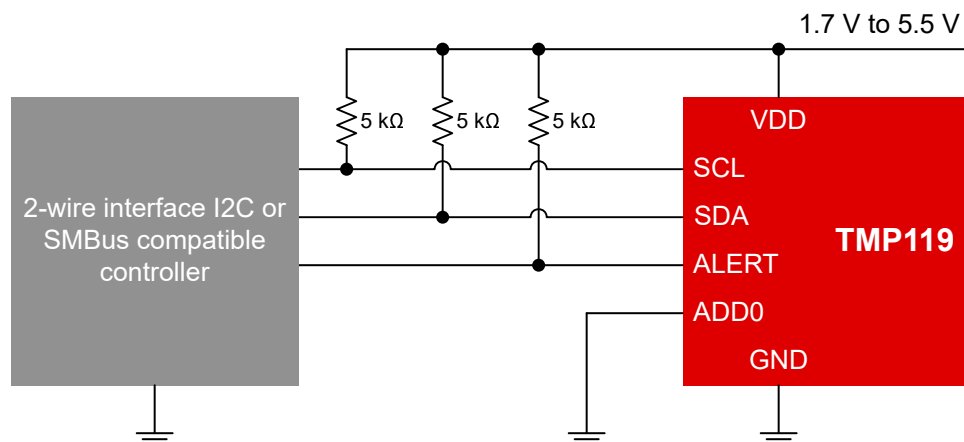 1.7 V to 5.5 V
5 kΩ
5 kΩ
5 kΩ
VDD
SCL
2-wire interface I2C or
SMBus compatible
controller
SDA
TMP119
ALERT
ADD0
GND